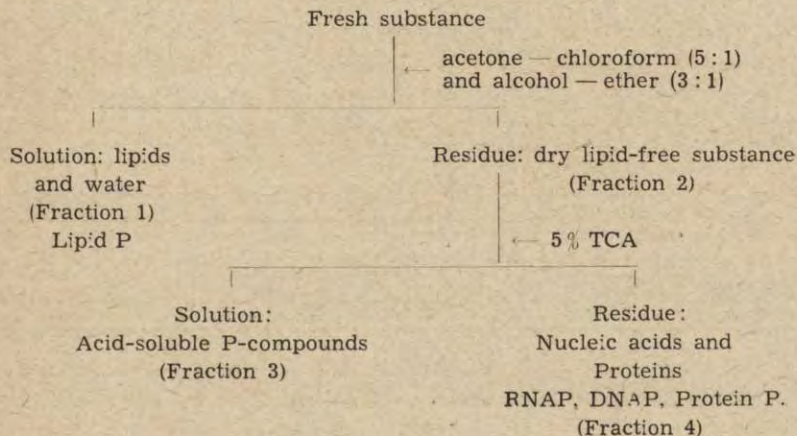 Fresh substance
acetone — chloroform (5 : 1)
and alcohol — ether (3 : 1)
Solution: lipids
and water
(Fraction 1)
Lipid P
Residue: dry lipid-free substance
(Fraction 2)
5% TCA
Solution:
Acid-soluble P-compounds
(Fraction 3)
Residue:
Nucleic acids and
Proteins
RNAP, DNAP, Protein P.
(Fraction 4)